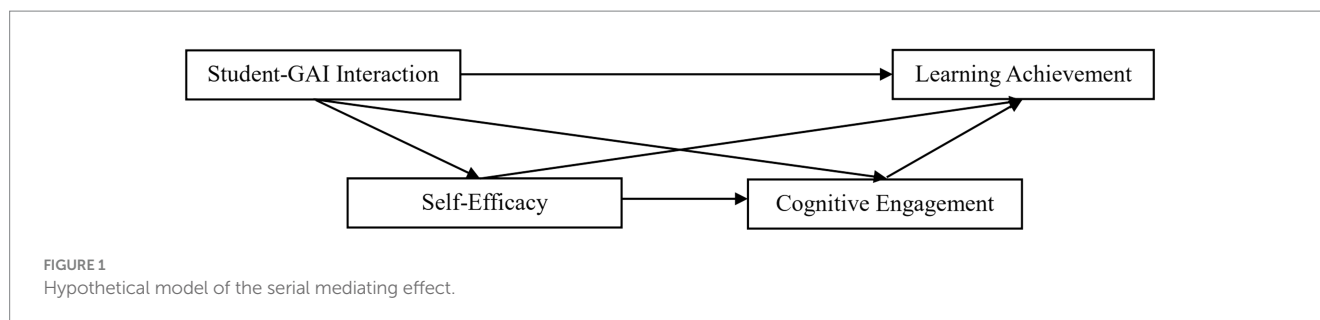 Student-GAI Interaction
Learning Achievement
Self-Efficacy
Cognitive Engagement
FIGURE 1
Hypothetical model of the serial mediating effect.